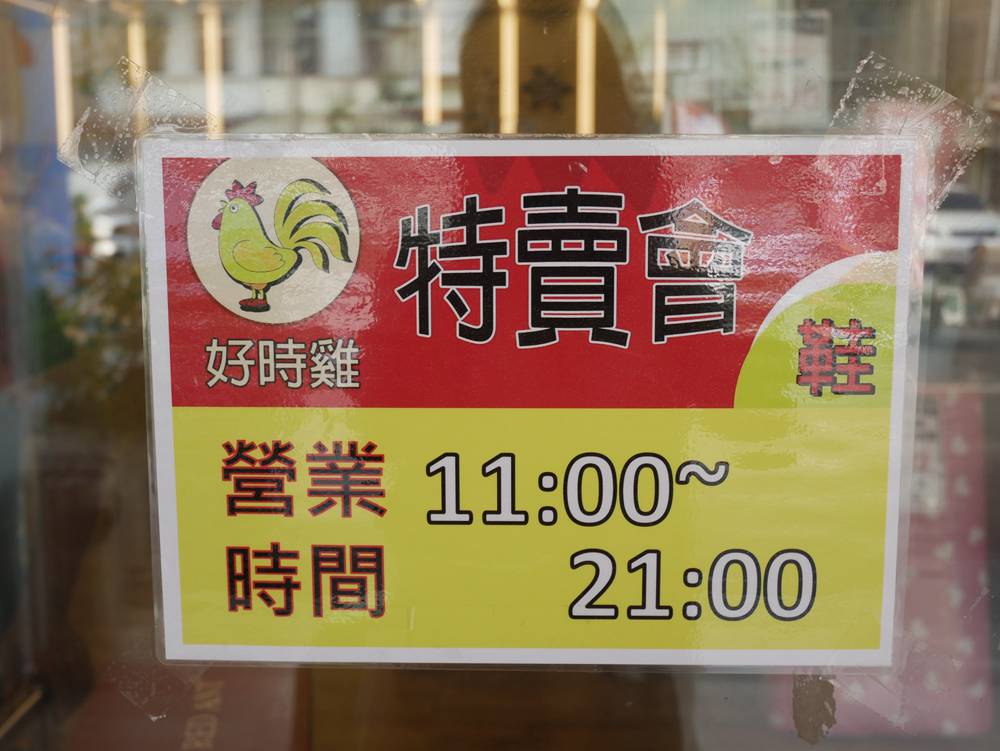 特賣會
好時雞
鞋
營業 11:00~
時間 21:00